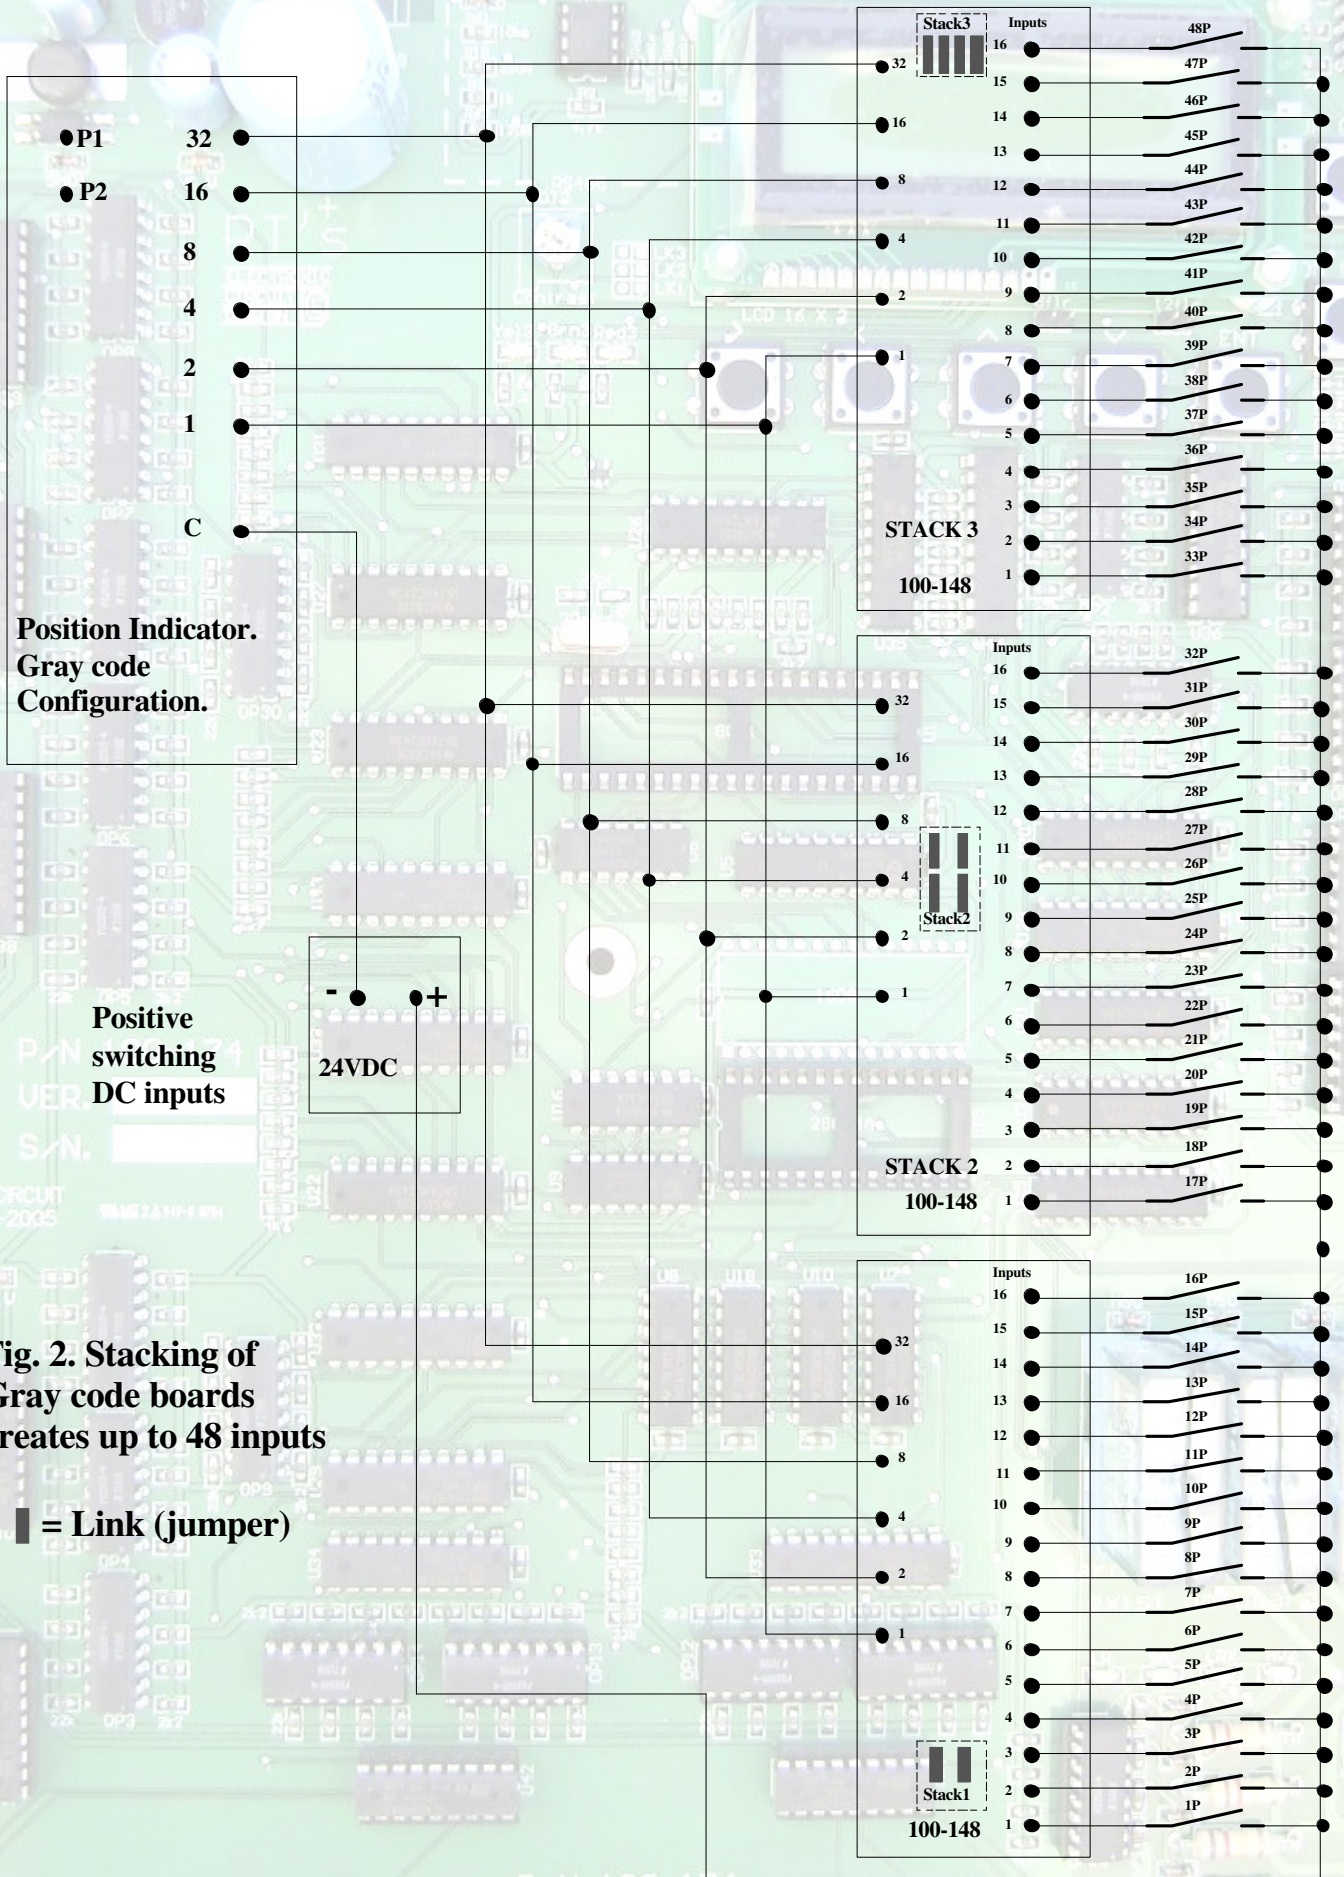 Stack3
Inputs
16
48P
32
15
47P
16
14
46P
13
45P
8
12
44P
11
43P
4
10
42P
9
41P
2
8
40P
7
39P
1
6
38P
5
37P
4
36P
3
35P
STACK 3
2
34P
100-148
1
33P
P1
32
P2
16
8
4
2
1
C
Position Indicator.
Gray code
Configuration.
Inputs
16
32P
32
15
31P
14
30P
16
13
29P
12
28P
8
11
27P
4
10
26P
Stack2
9
25P
2
8
24P
7
23P
1
6
22P
5
21P
4
20P
3
19P
STACK 2
2
18P
100-148
1
17P
- +
24VDC
Positive
switching
DC inputs
Inputs
16
16P
15
15P
32
14
14P
16
13
13P
12
12P
8
11
11P
10
10P
4
9
9P
2
8
8P
7
7P
1
6
6P
5
5P
4
4P
3
3P
2
2P
Stack1
1
1P
100-148
ig. 2. Stacking of
ray code boards
reates up to 48 inputs
= Link (jumper)
LCD 16 X 2
P/N
VER
S/N.
CIRCUIT
-2005